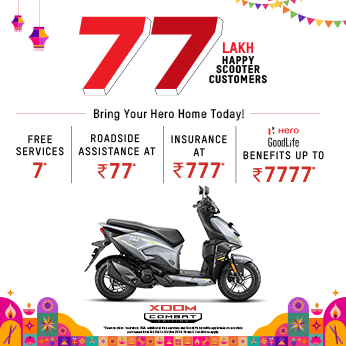 77
LAKH
HAPPY
SCOOTER
CUSTOMERS
Bring Your Hero Home Today!
FREE
SERVICES
7*
ROADSIDE
ASSISTANCE AT
₹77*
INSURANCE
AT
₹777*
Hero
GoodLife
BENEFITS UP TO
₹7777*
XOOM
COMBAT